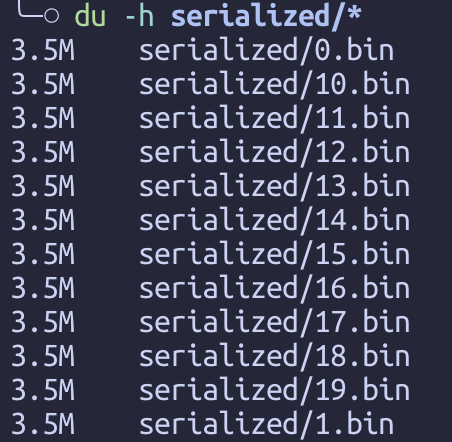 du -h serialized/*
3.5M serialized/0.bin
3.5M serialized/10.bin
3.5M serialized/11.bin
3.5M serialized/12.bin
3.5M serialized/13.bin
3.5M serialized/14.bin
3.5M serialized/15.bin
3.5M serialized/16.bin
3.5M serialized/17.bin
3.5M serialized/18.bin
3.5M serialized/19.bin
3.5M serialized/1.bin